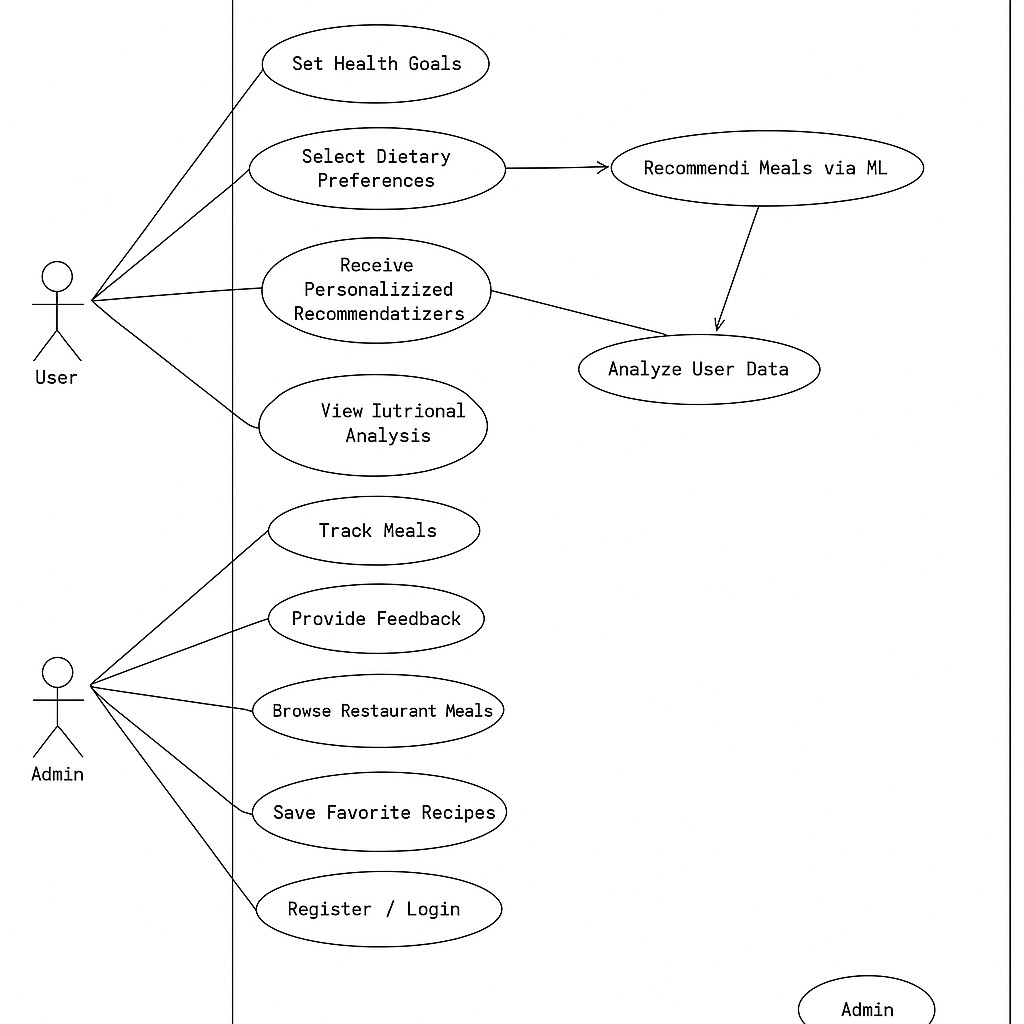 Set Health Goals
Select Dietary
Preferences
Recommendi Meals via ML
Receive
Personalizized
Recommendatizers
Analyze User Data
User
View Iutrional
Analysis
Track Meals
Provide Feedback
Browse Restaurant Meals
Admin
Save Favorite Recipes
Register / Login
Admin